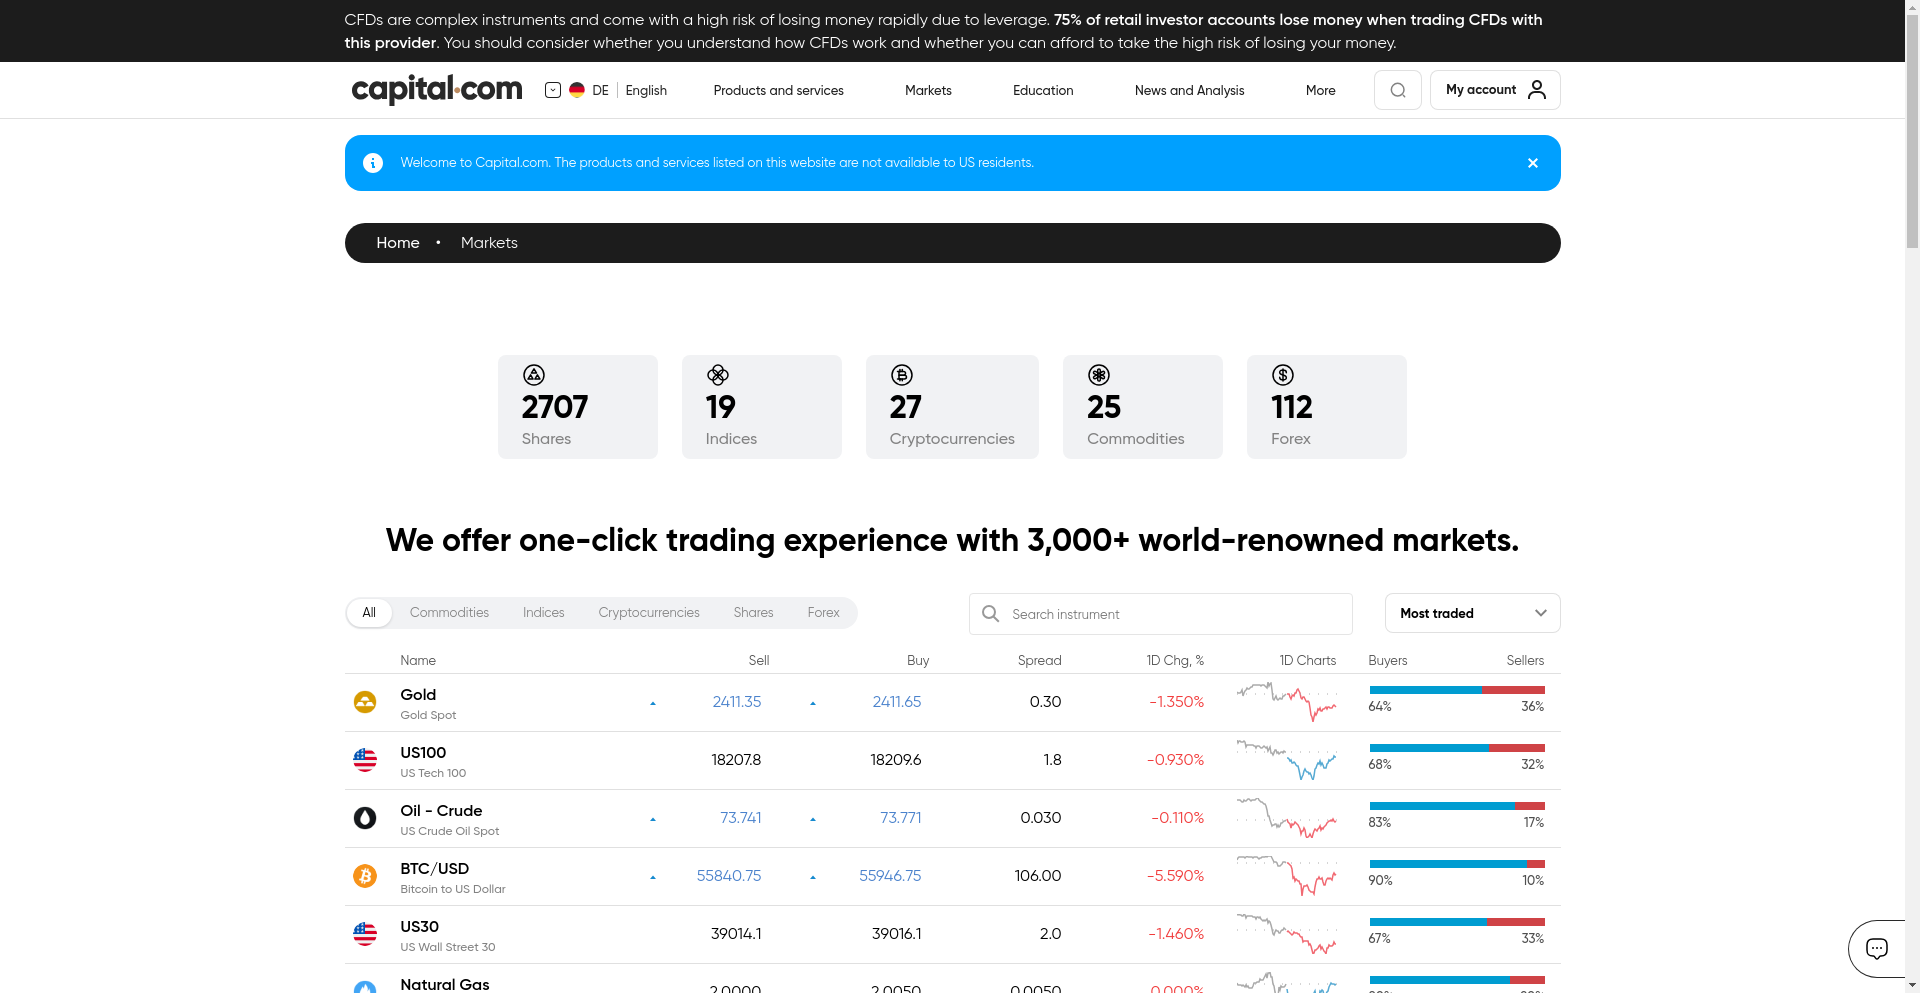 CFDs are complex instruments and come with a high risk of losing money rapidly due to leverage. 75% of retail investor accounts lose money when trading CFDs with
this provider. You should consider whether you understand how CFDs work and whether you can afford to take the high risk of losing your money.
capital.com DE English Products and services Markets Education News and Analysis More My account
Welcome to Capital.com. The products and services listed on this website are not available to US residents.
Home • Markets
2707 19 27 25 112
Shares Indices Cryptocurrencies Commodities Forex
We offer one-click trading experience with 3,000+ world-renowned markets.
All Commodities Indices Cryptocurrencies Shares Forex Search instrument Most traded
Name Sell Buy Spread 1D Chg, % 1D Charts Buyers Sellers
Gold 2411.35 2411.65 0.30 -1.350%
Gold Spot 64% 36%
US100 18207.8 18209.6 1.8 -0.930%
US Tech 100 68% 32%
Oil - Crude 73.741 73.771 0.030 -0.110%
US Crude Oil Spot 83% 17%
BTC/USD 55840.75 55946.75 106.00 -5.590%
Bitcoin to US Dollar 90% 10%
US30 39014.1 39016.1 2.0 -1.460%
US Wall Street 30 67% 33%
Natural Gas 2.0000 2.0050 0.0050 0.000%